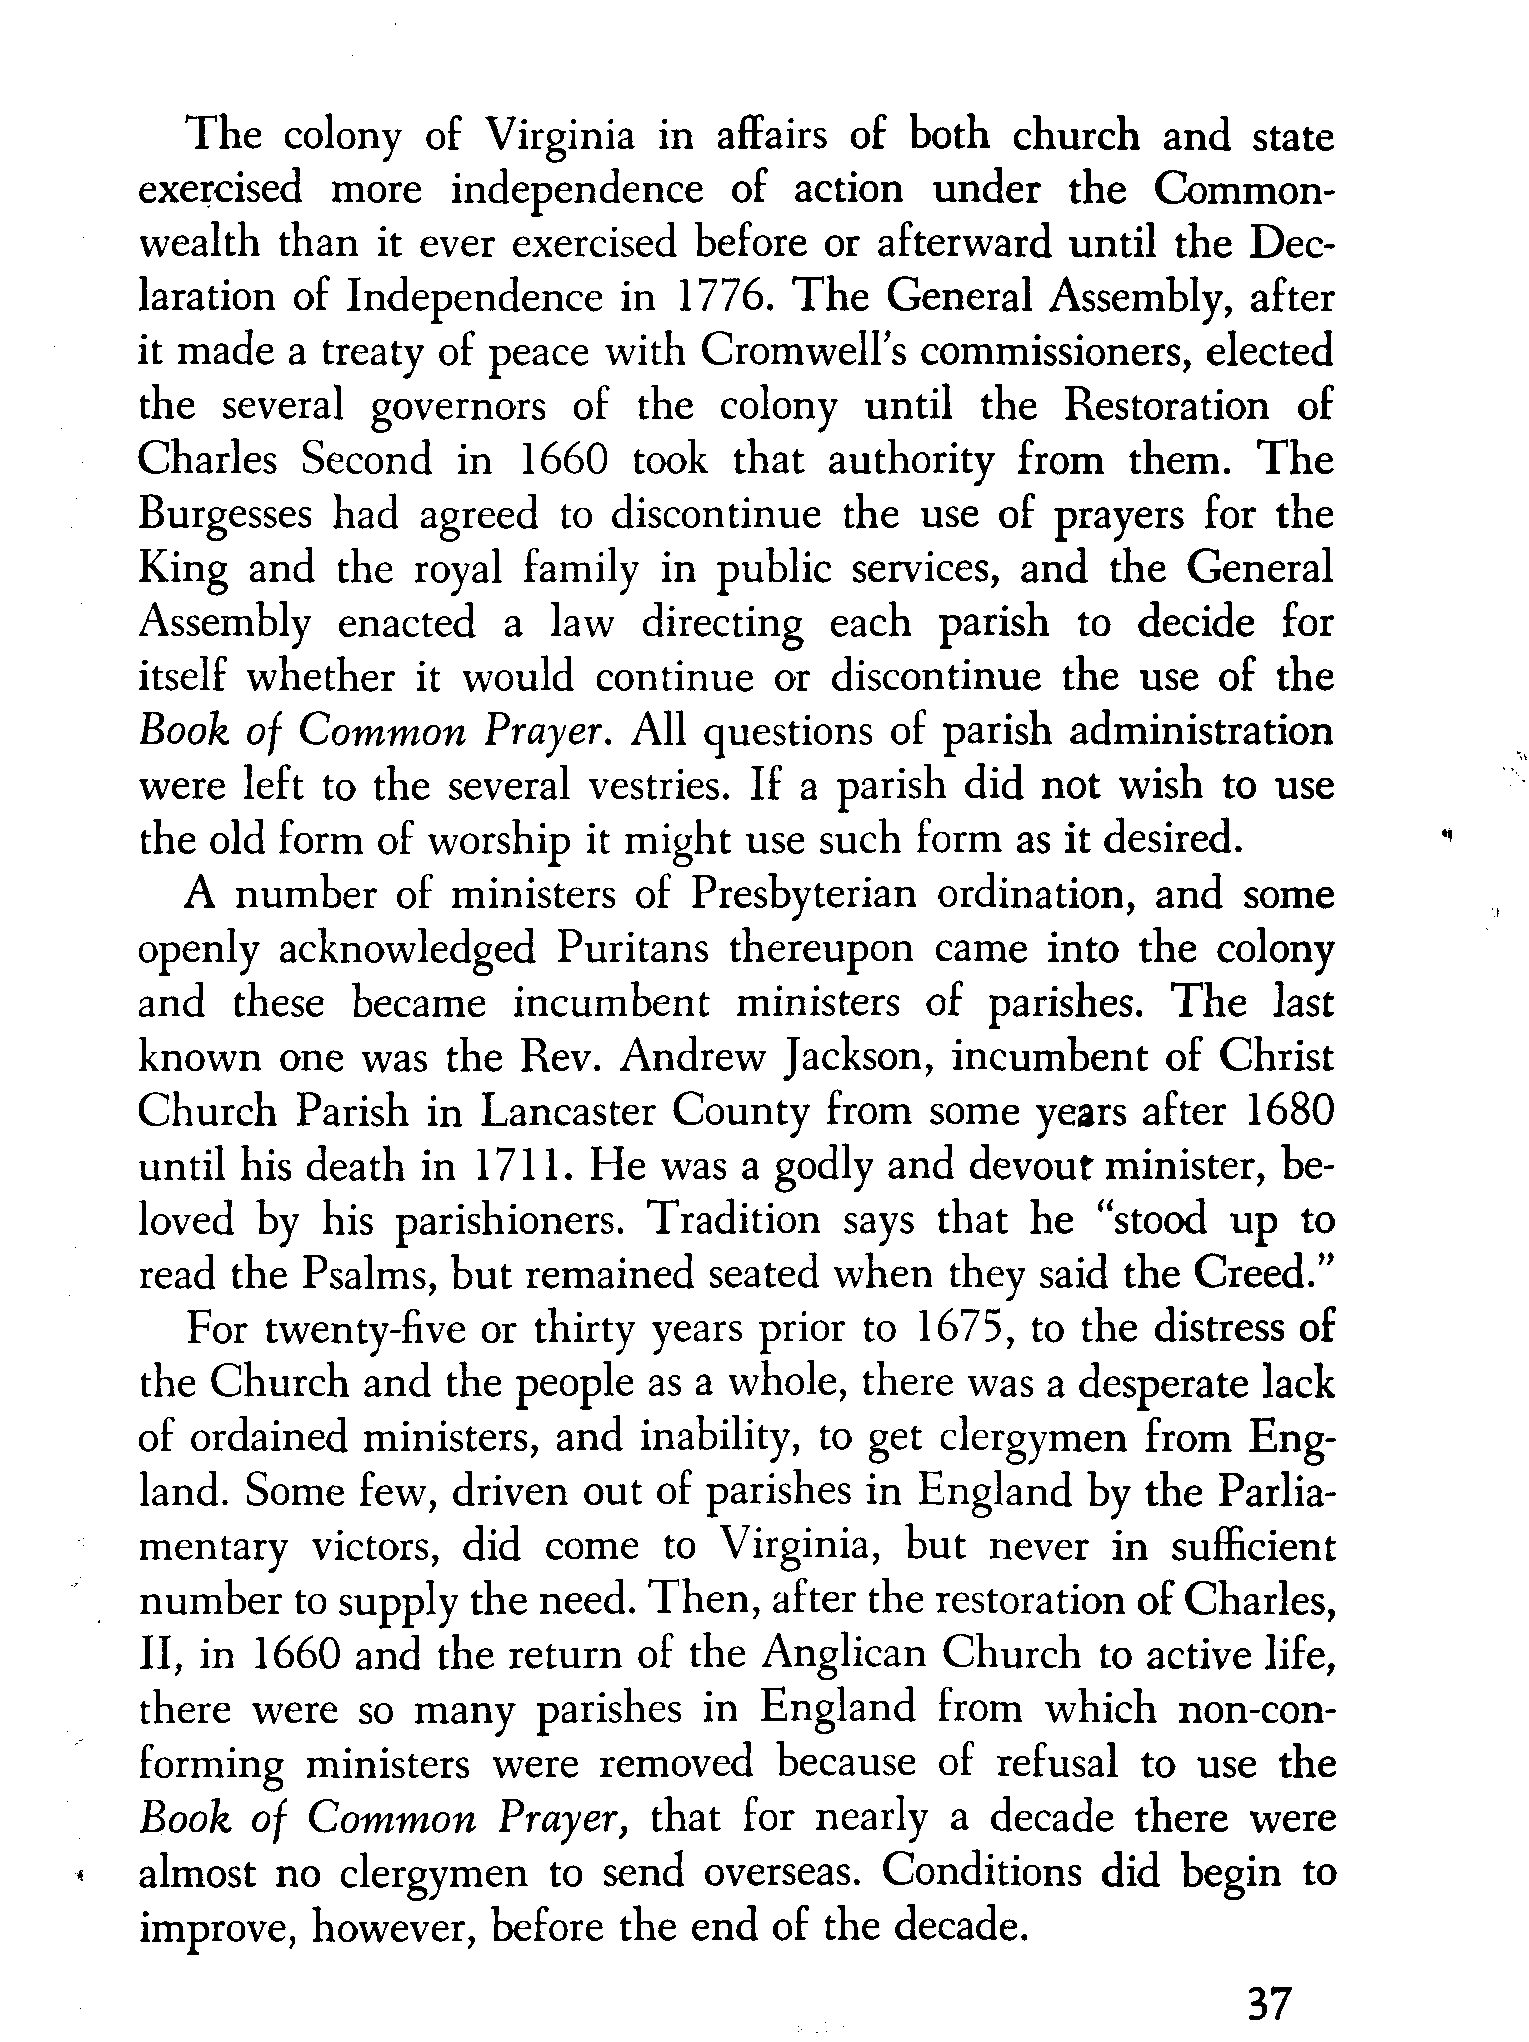 The colony of Virginia in affairs of both church and state
exercised more independence of action under the Common-
wealth than it ever exercised before or afterward until the Dec-
laration of Independence in 1776. The General Assembly, after
it made a treaty of peace with Cromwell's commissioners, elected
the several governors of the colony until the Restoration of
Charles Second in 1660 took that authority from them. The
Burgesses had agreed to discontinue the use of prayers for the
King and the royal family in public services, and the General
Assembly enacted a law directing each parish to decide for
itself whether it would continue or discontinue the use of the
Book of Common Prayer. All questions of parish administration
were left to the several vestries. If a parish did not wish to use
the old form of worship it might use such form as it desired.
A number of ministers of Presbyterian ordination, and some
openly acknowledged Puritans thereupon came into the colony
and these became incumbent ministers of parishes. The last
known one was the Rev. Andrew Jackson, incumbent of Christ
Church Parish in Lancaster County from some years after 1680
until his death in 1711. He was a godly and devout minister, be-
loved by his parishioners. Tradition says that he “stood up to
read the Psalms, but remained seated when they said the Creed.”
For twenty-five or thirty years prior to 1675, to the distress of
the Church and the people as a whole, there was a desperate lack
of ordained ministers, and inability, to get clergymen from Eng-
land. Some few, driven out of parishes in England by the Parlia-
mentary victors, did come to Virginia, but never in sufficient
number to supply the need. Then, after the restoration of Charles,
II, in 1660 and the return of the Anglican Church to active life,
there were so many parishes in England from which non-con-
forming ministers were removed because of refusal to use the
Book of Common Prayer, that for nearly a decade there were
almost no clergymen to send overseas. Conditions did begin to
improve, however, before the end of the decade.
37